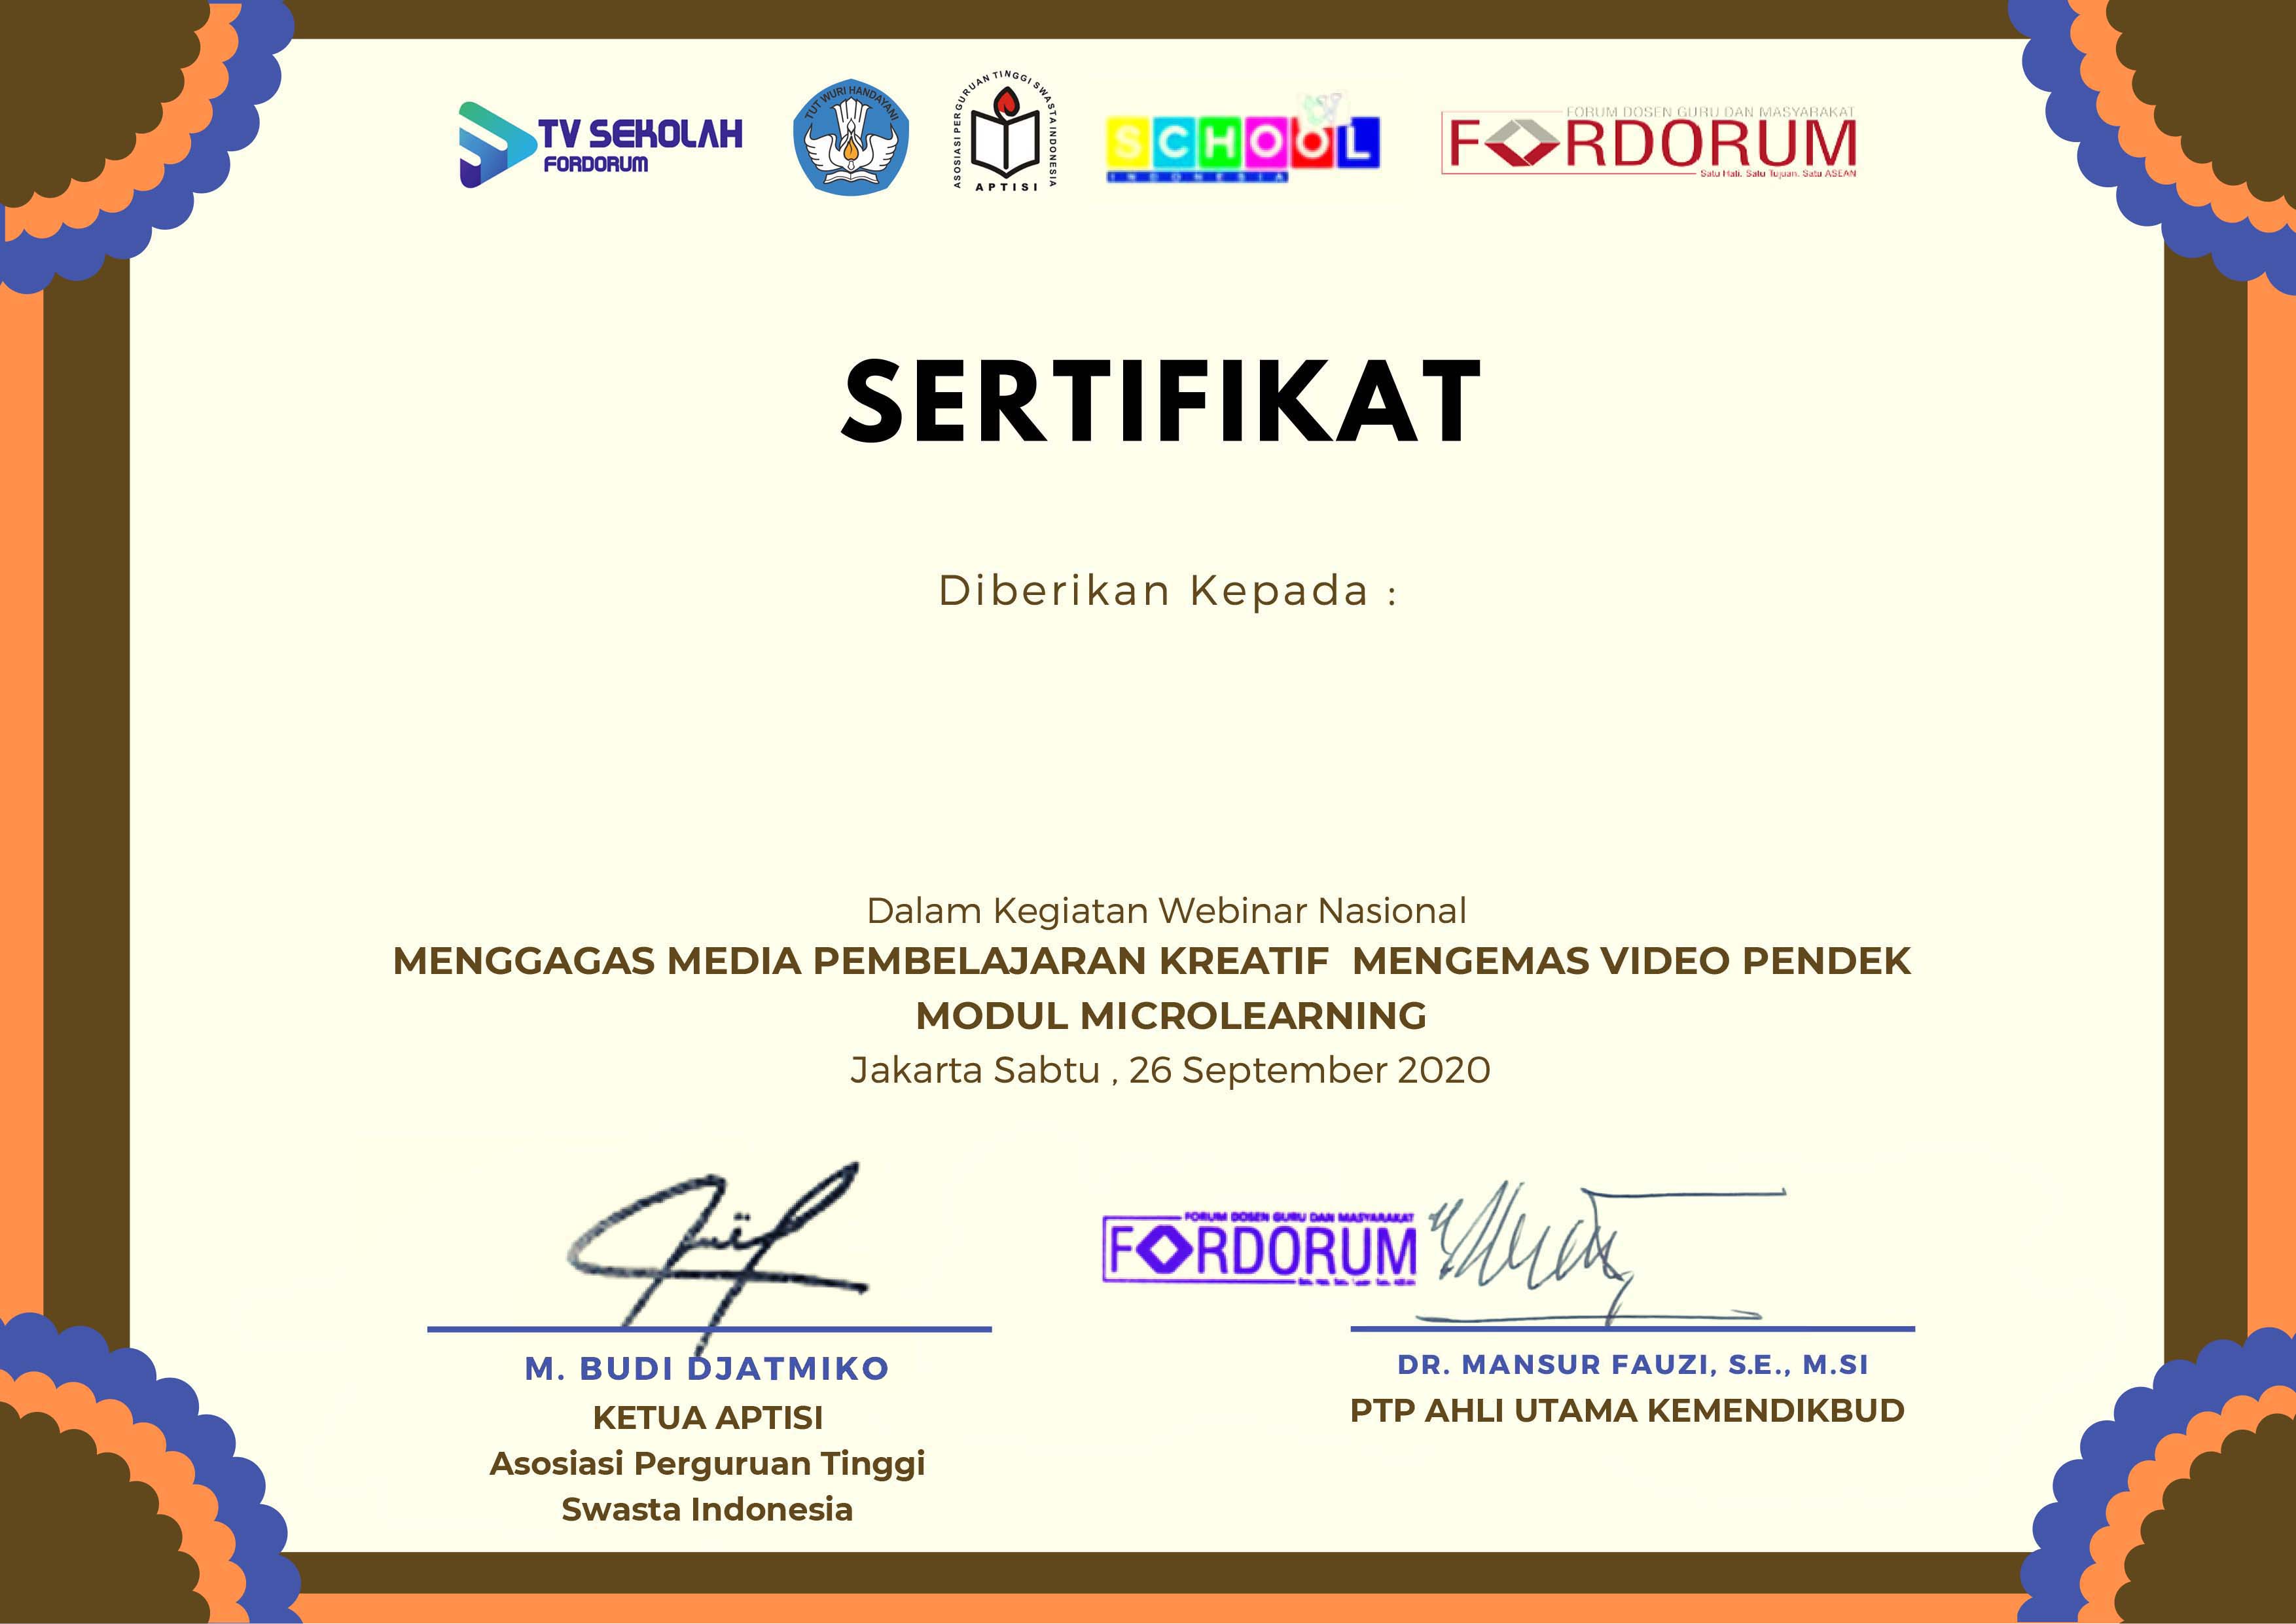 TV SEKOLAH
FORDORUM
TUT WURI HANDAYANI
ASOSIASI PERGURUAN TINGGI SWASTA INDONESIA
APTISI
SCHOOL
INDONESIA
FORUM DOSEN GURU DAN MASYARAKAT
FORDORUM
Satu Hati. Satu Tujuan. Satu ASEAN
SERTIFIKAT
Diberikan Kepada :
Dalam Kegiatan Webinar Nasional
MENGGAGAS MEDIA PEMBELAJARAN KREATIF MENGEMAS VIDEO PENDEK
MODUL MICROLEARNING
Jakarta Sabtu , 26 September 2020
FORUM DOSEN GURU DAN MASYARAKAT
FORDORUM
M. BUDI DJATMIKO
KETUA APTISI
Asosiasi Perguruan Tinggi
Swasta Indonesia
DR. MANSUR FAUZI, S.E., M.SI
PTP AHLI UTAMA KEMENDIKBUD